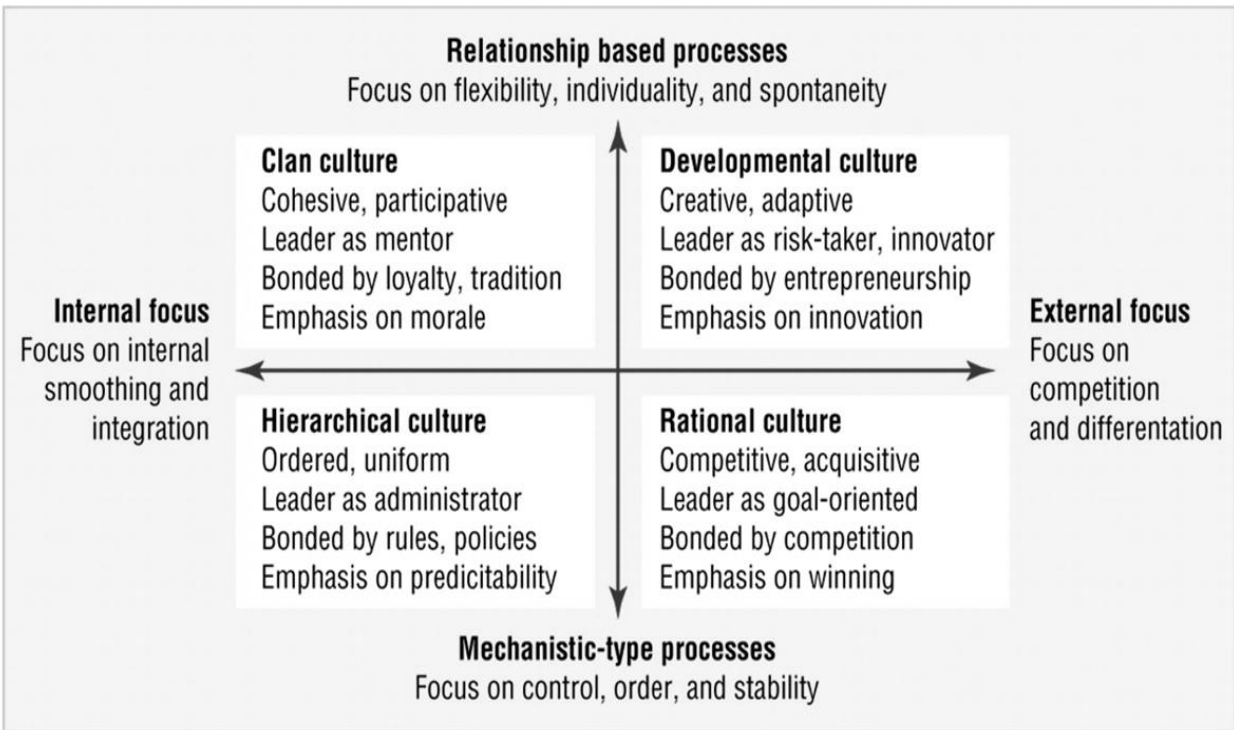 Relationship based processes
Focus on flexibility, individuality, and spontaneity
Clan culture
Cohesive, participative
Leader as mentor
Bonded by loyalty, tradition
Emphasis on morale
Developmental culture
Creative, adaptive
Leader as risk-taker, innovator
Bonded by entrepreneurship
Emphasis on innovation
Internal focus
Focus on internal
smoothing and
integration
External focus
Focus on
competition
and differentation
Hierarchical culture
Ordered, uniform
Leader as administrator
Bonded by rules, policies
Emphasis on predicitability
Rational culture
Competitive, acquisitive
Leader as goal-oriented
Bonded by competition
Emphasis on winning
Mechanistic-type processes
Focus on control, order, and stability